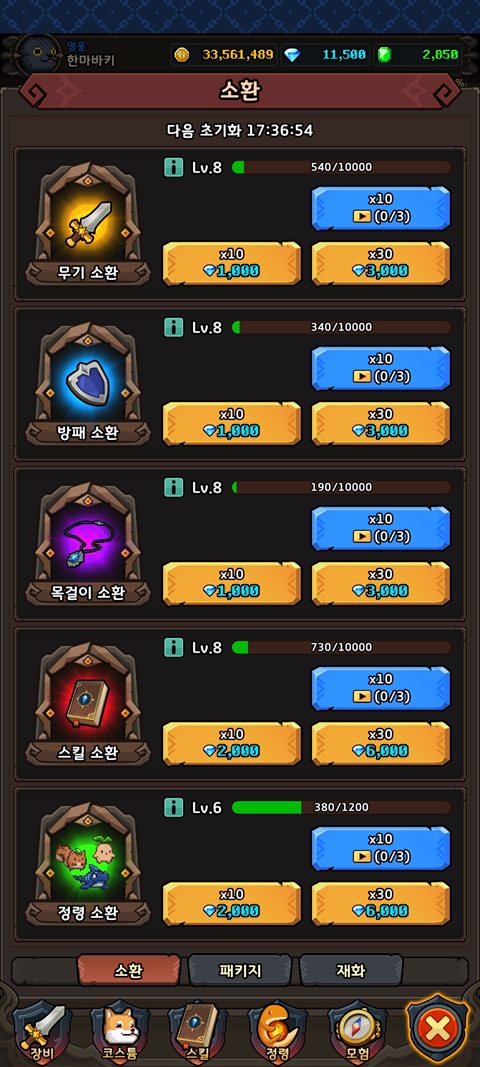 영웅
한마바키
33,561,489
11,500
2,850
소환
%
다음 초기화 17:36:54
Lv.8
540/10000
x10
(0/3)
무기 소환
x10
1,000
x30
3,000
Lv.8
340/10000
x10
(0/3)
방패 소환
x10
1,000
x30
3,000
Lv.8
190/10000
x10
(0/3)
목걸이 소환
x10
1,000
x30
3,000
Lv.8
730/10000
x10
(0/3)
스킬 소환
x10
2,000
x30
6,000
Lv.6
380/1200
x10
(0/3)
정령 소환
x10
2,000
x30
6,000
소환
패키지
재화
장비
코스튬
스킬
정령
모험